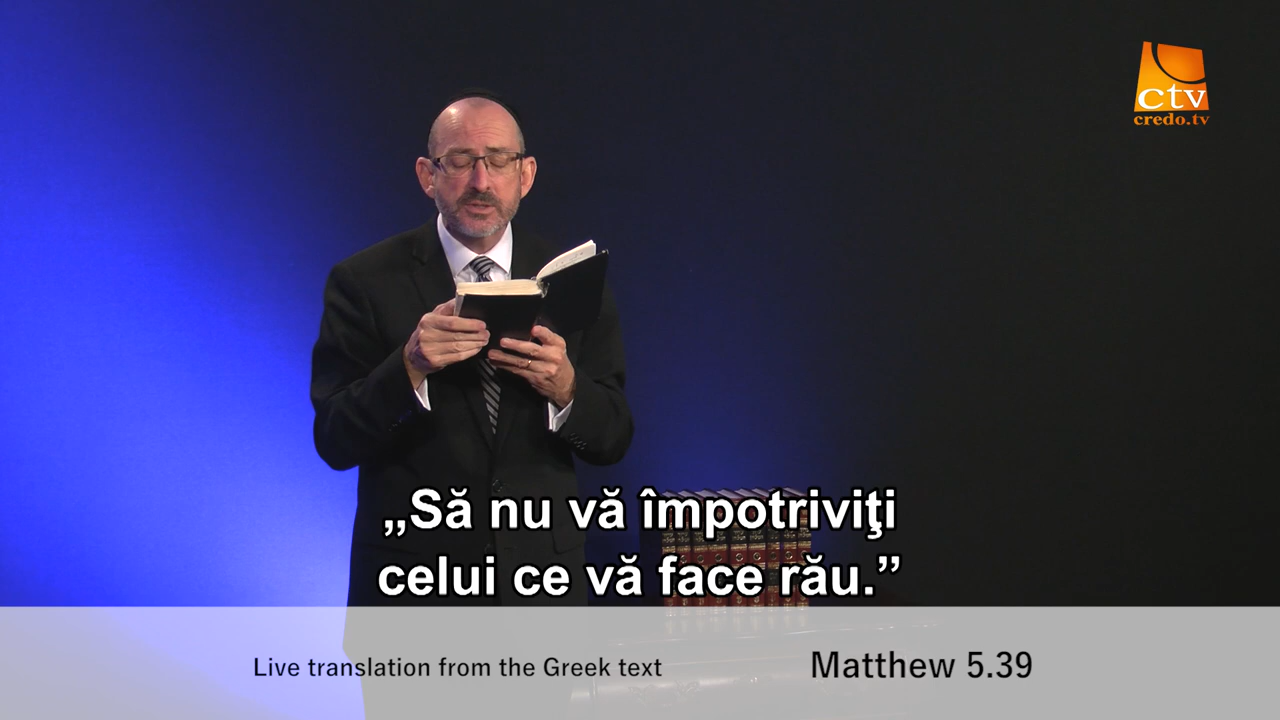 ctv
credo.tv
„Să nu vă împotriviţi
celui ce vă face rău.”
Live translation from the Greek text
Matthew 5.39